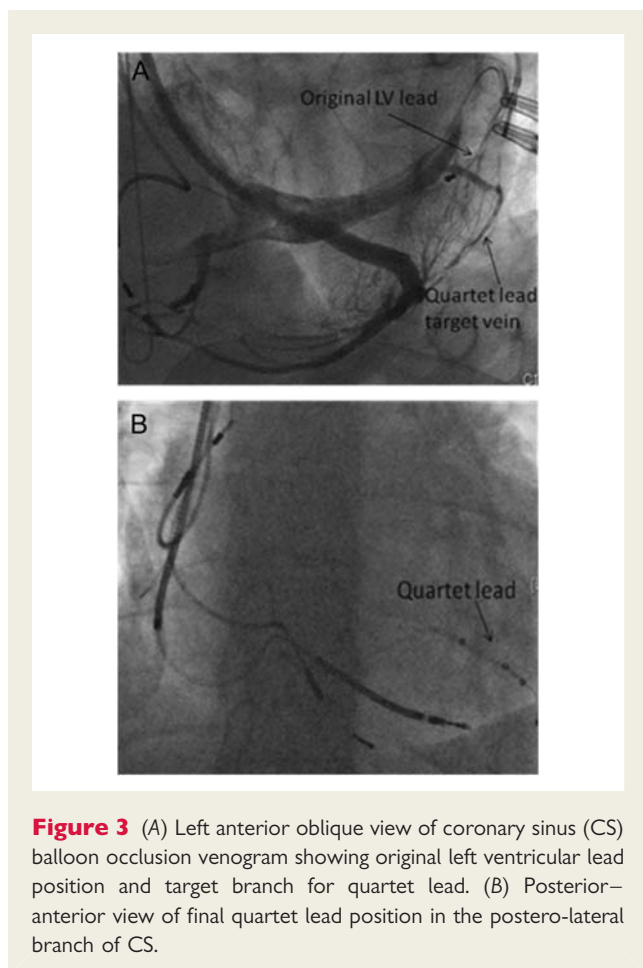 A
Original LV lead
Quartet lead
target vein
B
Quartet lead
Figure 3 (A) Left anterior oblique view of coronary sinus (CS)
balloon occlusion venogram showing original left ventricular lead
position and target branch for quartet lead. (B) Posterior–
anterior view of final quartet lead position in the postero-lateral
branch of CS.